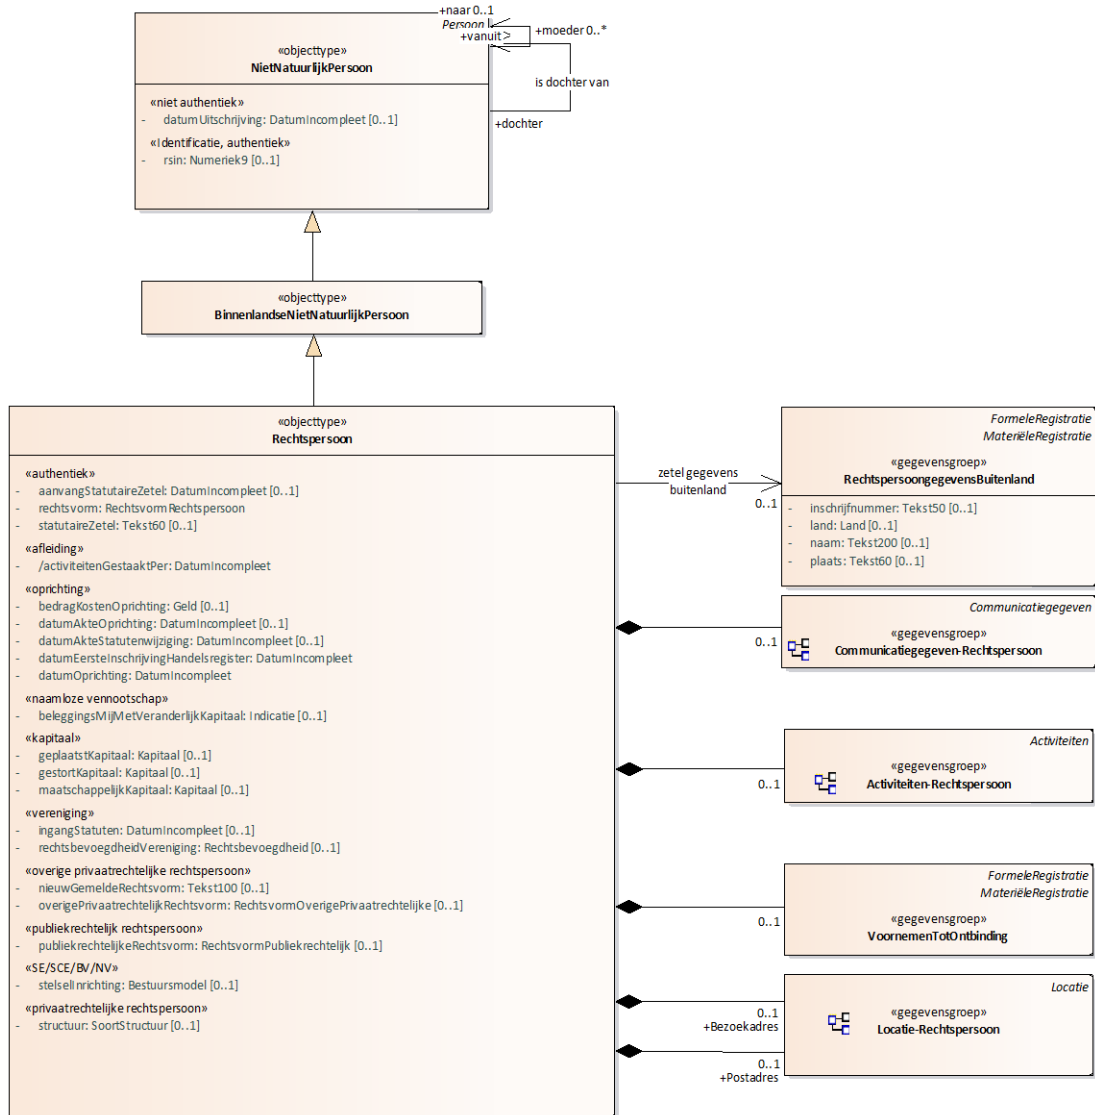 +naar 0..1
Persoon
+vanuit >
+moeder 0..*
«objecttype»
NietNatuurlijkPersoon
is dochter van
+dochter
«niet authentiek»
- datumUitschrijving: DatumIncompleet [0..1]
«Identificatie, authentiek»
- rsin: Numeriek9 [0..1]
«objecttype»
BinnenlandseNietNatuurlijkPersoon
«objecttype»
Rechtspersoon
«authentiek»
- aanvangStatutaireZetel: DatumIncompleet [0..1]
- rechtsvorm: RechtsvormRechtspersoon
- statutaireZetel: Tekst60 [0..1]
«afleiding»
- /activiteitenGestaaktPer: DatumIncompleet
«oprichting»
- bedragKostenOprichting: Geld [0..1]
- datumAkteOprichting: DatumIncompleet [0..1]
- datumAkteStatutenwijziging: DatumIncompleet [0..1]
- datumEersteInschrijvingHandelsregister: DatumIncompleet
- datumOprichting: DatumIncompleet
«naamloze vennootschap»
- beleggingsMijMetVeranderlijkKapitaal: Indicatie [0..1]
«kapitaal»
- geplaatstKapitaal: Kapitaal [0..1]
- gestortKapitaal: Kapitaal [0..1]
- maatschappelijkKapitaal: Kapitaal [0..1]
«vereniging»
- ingangStatuten: DatumIncompleet [0..1]
- rechtsbevoegdheidVereniging: Rechtsbevoegdheid [0..1]
«overige privaatrechtelijke rechtspersoon»
- nieuwGemeldeRechtsvorm: Tekst100 [0..1]
- overigePrivaatrechtelijkRechtsvorm: RechtsvormOverigePrivaatrechtelijke [0..1]
«publiekrechtelijk rechtspersoon»
- publiekrechtelijkeRechtsvorm: RechtsvormPubliekrechtelijk [0..1]
«SE/SCE/BV/NV»
- stelselInrichting: Bestuursmodel [0..1]
«privaatrechtelijke rechtspersoon»
- structuur: SoortStructuur [0..1]
zetel gegevens
buitenland
0..1
FormeleRegistratie
MateriëleRegistratie
«gegevensgroep»
RechtspersoongegevensBuitenland
- inschrijfnummer: Tekst50 [0..1]
- land: Land [0..1]
- naam: Tekst200 [0..1]
- plaats: Tekst60 [0..1]
0..1
Communicatiegegeven
«gegevensgroep»
Communicatiegegeven-Rechtspersoon
0..1
Activiteiten
«gegevensgroep»
Activiteiten-Rechtspersoon
0..1
FormeleRegistratie
MateriëleRegistratie
«gegevensgroep»
VoornemenTotOntbinding
0..1
+Bezoekadres
Locatie
«gegevensgroep»
Locatie-Rechtspersoon
0..1
+Postadres